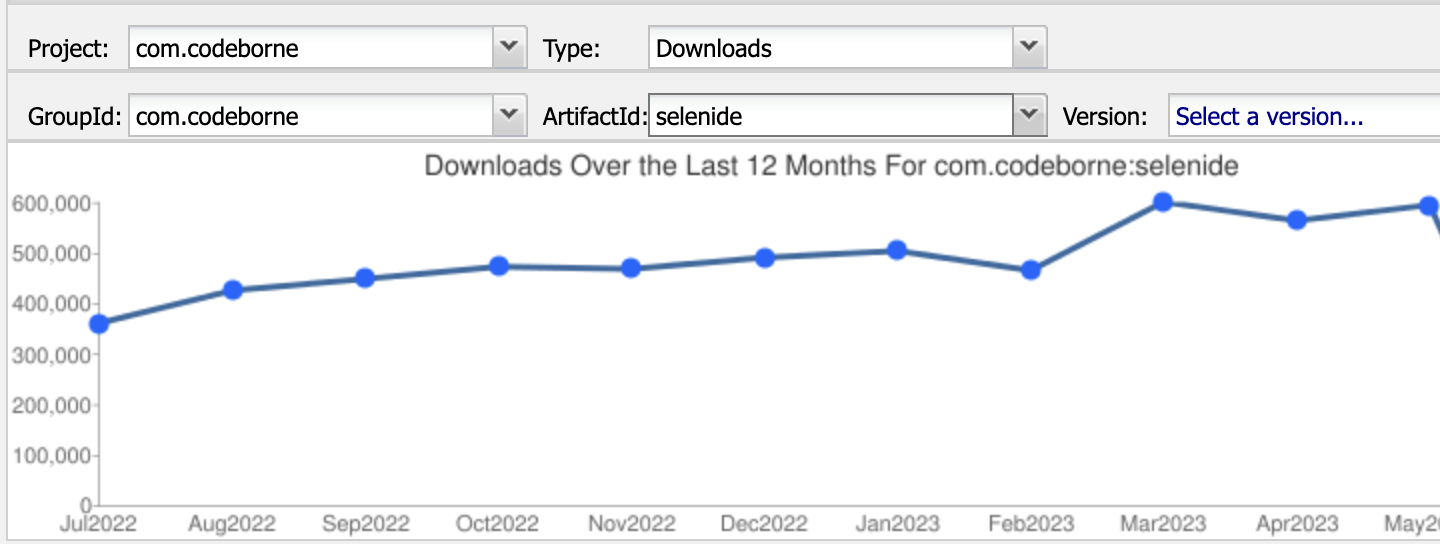 Project: com.codeborne Type: Downloads
GroupId: com.codeborne ArtifactId: selenide Version: Select a version...
Downloads Over the Last 12 Months For com.codeborne:selenide
600,000
500,000
400,000
300,000
200,000
100,000
0
Jul2022 Aug2022 Sep2022 Oct2022 Nov2022 Dec2022 Jan2023 Feb2023 Mar2023 Apr2023 May20